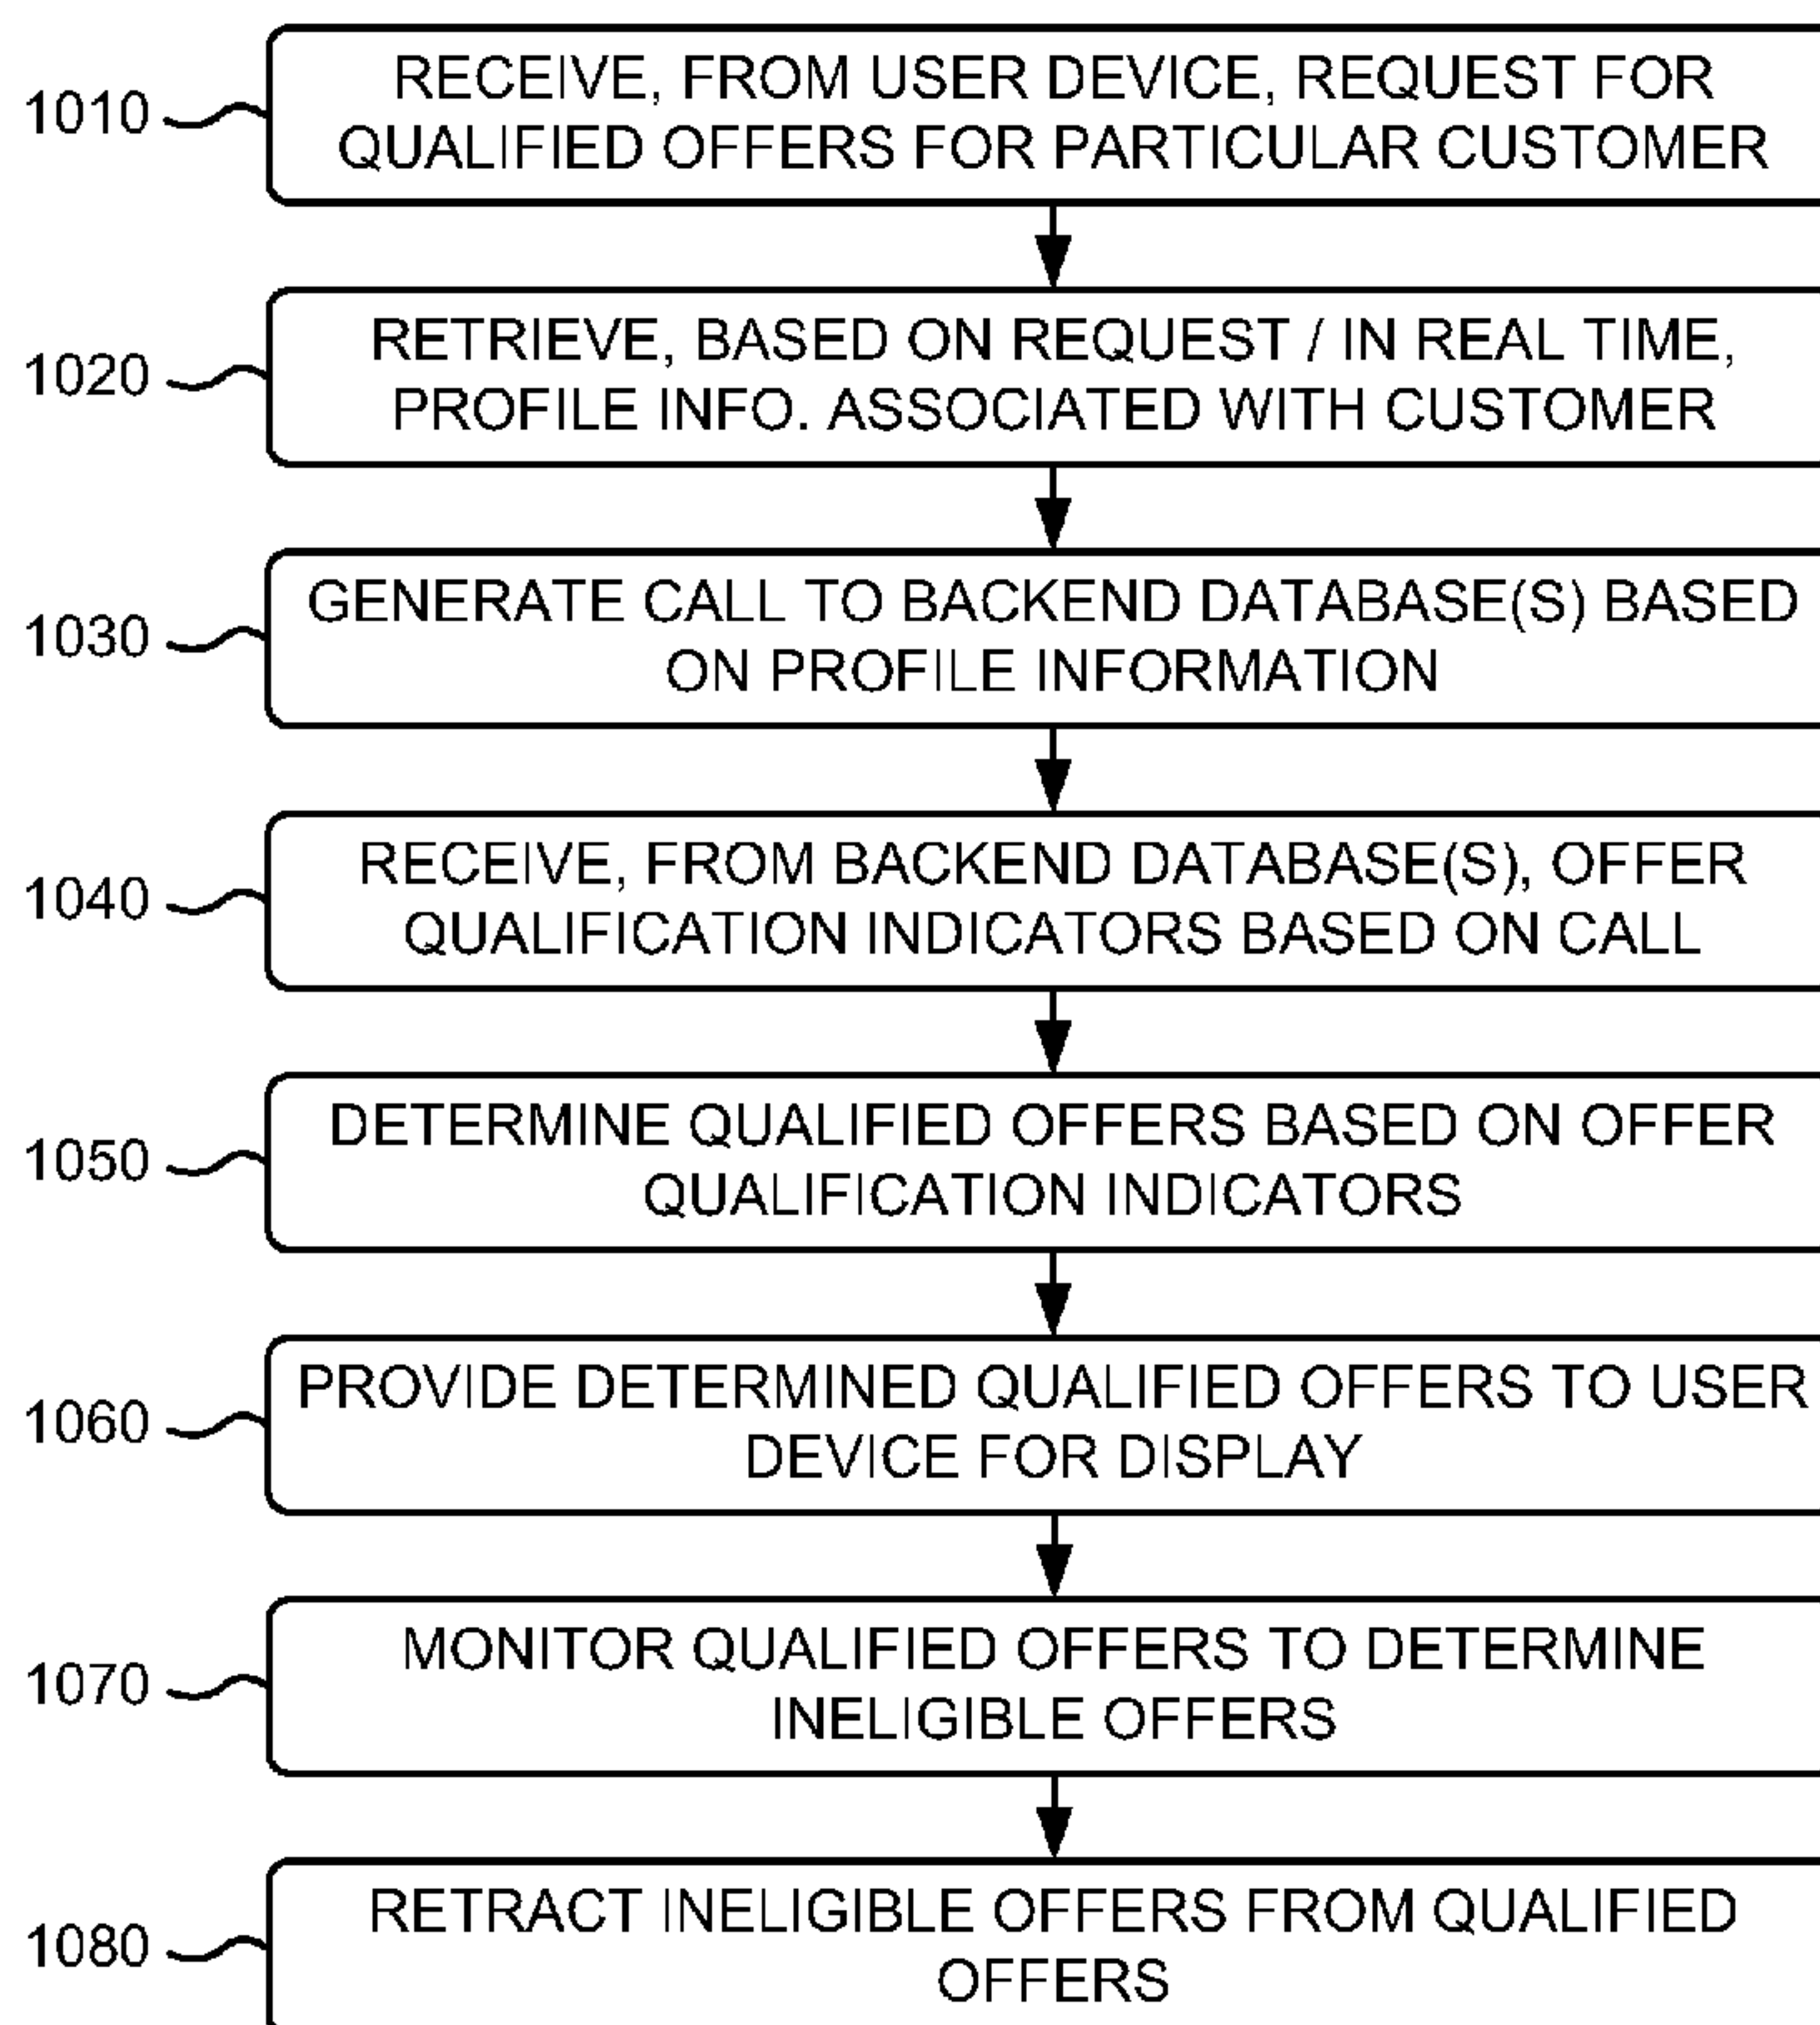 1010
RECEIVE, FROM USER DEVICE, REQUEST FOR
QUALIFIED OFFERS FOR PARTICULAR CUSTOMER
1020
RETRIEVE, BASED ON REQUEST / IN REAL TIME,
PROFILE INFO. ASSOCIATED WITH CUSTOMER
1030
GENERATE CALL TO BACKEND DATABASE(S) BASED
ON PROFILE INFORMATION
1040
RECEIVE, FROM BACKEND DATABASE(S), OFFER
QUALIFICATION INDICATORS BASED ON CALL
1050
DETERMINE QUALIFIED OFFERS BASED ON OFFER
QUALIFICATION INDICATORS
1060
PROVIDE DETERMINED QUALIFIED OFFERS TO USER
DEVICE FOR DISPLAY
1070
MONITOR QUALIFIED OFFERS TO DETERMINE
INELIGIBLE OFFERS
1080
RETRACT INELIGIBLE OFFERS FROM QUALIFIED
OFFERS